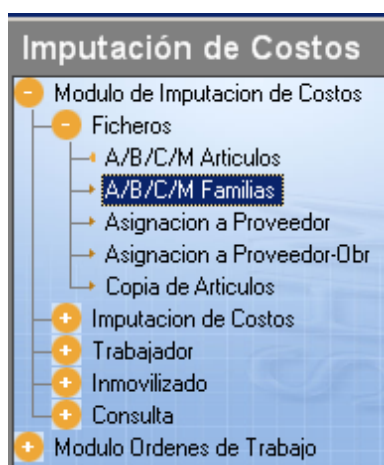 Imputación de Costos
Modulo de Imputacion de Costos
Ficheros
A/B/C/M Articulos
A/B/C/M Familias
Asignacion a Proveedor
Asignacion a Proveedor-Obr
Copia de Articulos
Imputacion de Costos
Trabajador
Inmovilizado
Consulta
Modulo Ordenes de Trabajo